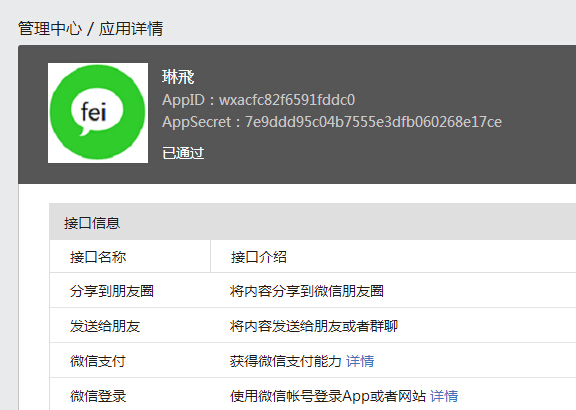 管理中心 / 应用详情
fei
琳飛
AppID：wxacfc82f6591fddc0
AppSecret：7e9ddd95c04b7555e3dfb060268e17ce
已通过
接口信息
接口名称 接口介绍
分享到朋友圈 将内容分享到微信朋友圈
发送给朋友 将内容发送给朋友或者群聊
微信支付 获得微信支付能力 详情
微信登录 使用微信帐号登录App或者网站 详情